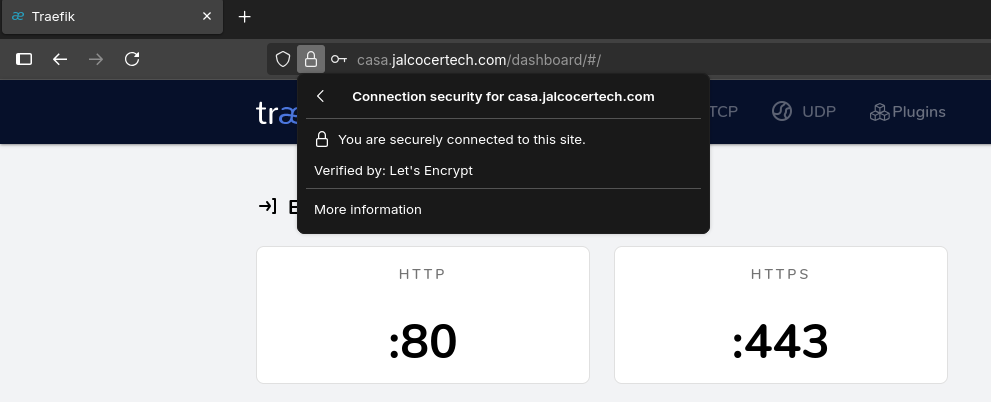 Traefik
casa.jalcocertech.com/dashboard/#/
Connection security for casa.jalcocertech.com
træ
TCP
UDP
Plugins
You are securely connected to this site.
Verified by: Let's Encrypt
More information
E
HTTP
HTTPS
:80
:443